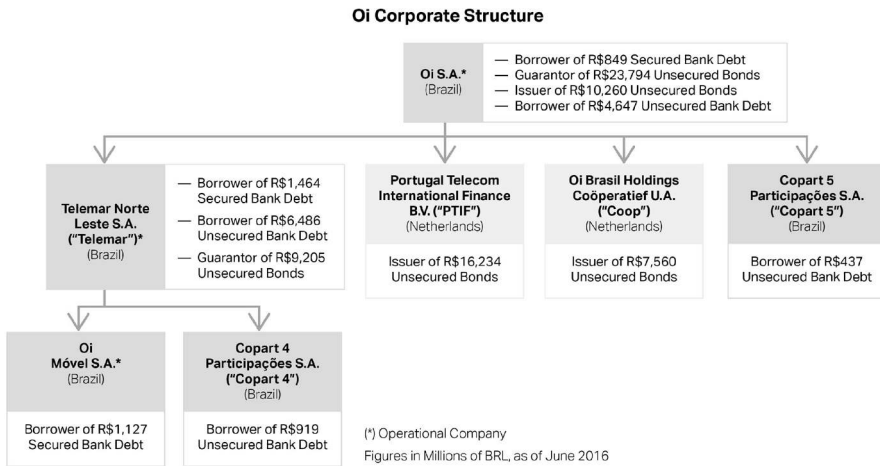 Oi Corporate Structure
Oi S.A.*
(Brazil)
— Borrower of R$849 Secured Bank Debt
— Guarantor of R$23,794 Unsecured Bonds
— Issuer of R$10,260 Unsecured Bonds
— Borrower of R$4,647 Unsecured Bank Debt
Telemar Norte
Leste S.A.
("Telemar")*
(Brazil)
— Borrower of R$1,464
Secured Bank Debt
— Borrower of R$6,486
Unsecured Bank Debt
— Guarantor of R$9,205
Unsecured Bonds
Portugal Telecom
International Finance
B.V. ("PTIF")
(Netherlands)
Issuer of R$16,234
Unsecured Bonds
Oi Brasil Holdings
Coöperatief U.A.
("Coop")
(Netherlands)
Issuer of R$7,560
Unsecured Bonds
Copart 5
Participações S.A.
("Copart 5")
(Brazil)
Borrower of R$437
Unsecured Bank Debt
Oi
Móvel S.A.*
(Brazil)
Borrower of R$1,127
Secured Bank Debt
Copart 4
Participações S.A.
("Copart 4")
(Brazil)
Borrower of R$919
Unsecured Bank Debt
(*) Operational Company
Figures in Millions of BRL, as of June 2016